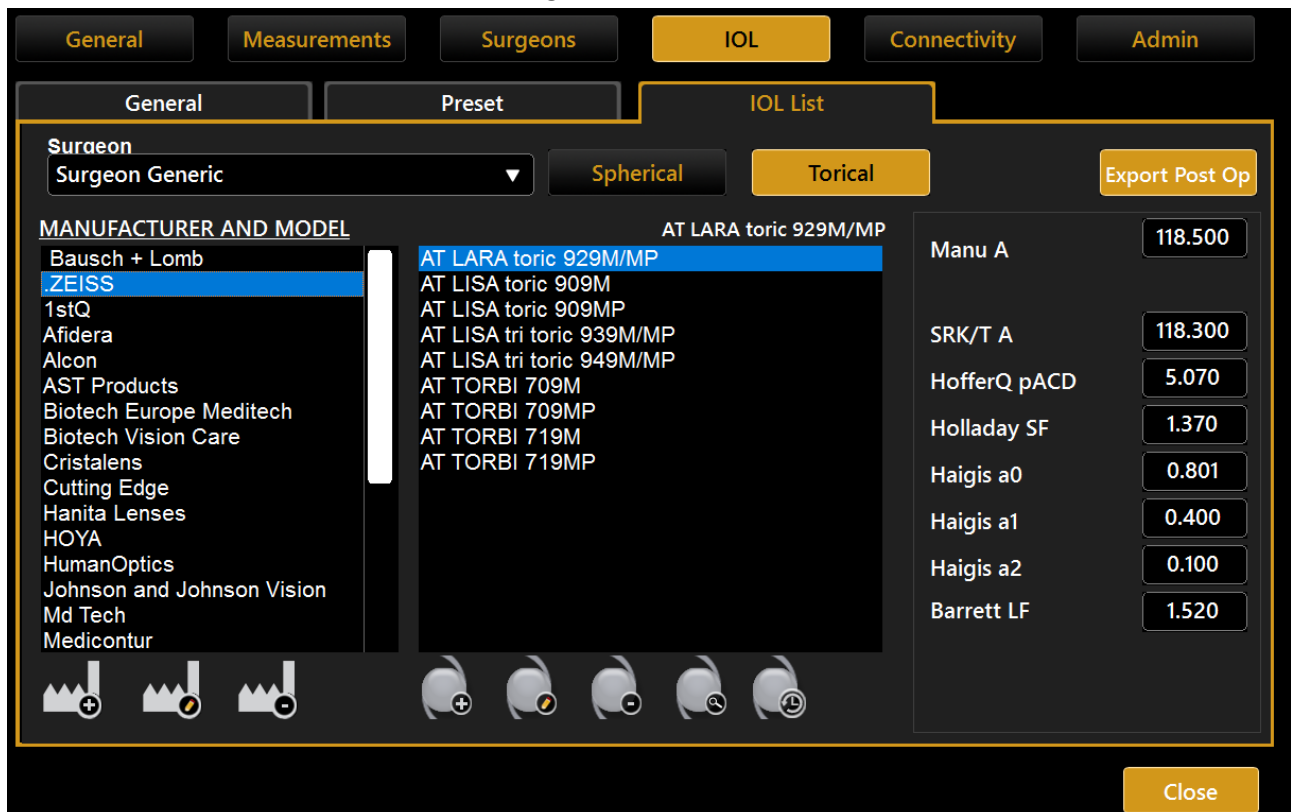 General Measurements Surgeons IOL Connectivity Admin
General Preset IOL List
Surgeon
Surgeon Generic Spherical Torical Export Post Op
MANUFACTURER AND MODEL AT LARA toric 929M/MP
Bausch + Lomb
.ZEISS
1stQ
Afidera
Alcon
AST Products
Biotech Europe Meditech
Biotech Vision Care
Cristalens
Cutting Edge
Hanita Lenses
HOYA
HumanOptics
Johnson and Johnson Vision
Md Tech
Medicontur
AT LARA toric 929M/MP
AT LISA toric 909M
AT LISA toric 909MP
AT LISA tri toric 939M/MP
AT LISA tri toric 949M/MP
AT TORBI 709M
AT TORBI 709MP
AT TORBI 719M
AT TORBI 719MP
Manu A 118.500
SRK/T A 118.300
HofferQ pACD 5.070
Holladay SF 1.370
Haigis a0 0.801
Haigis a1 0.400
Haigis a2 0.100
Barrett LF 1.520
Close